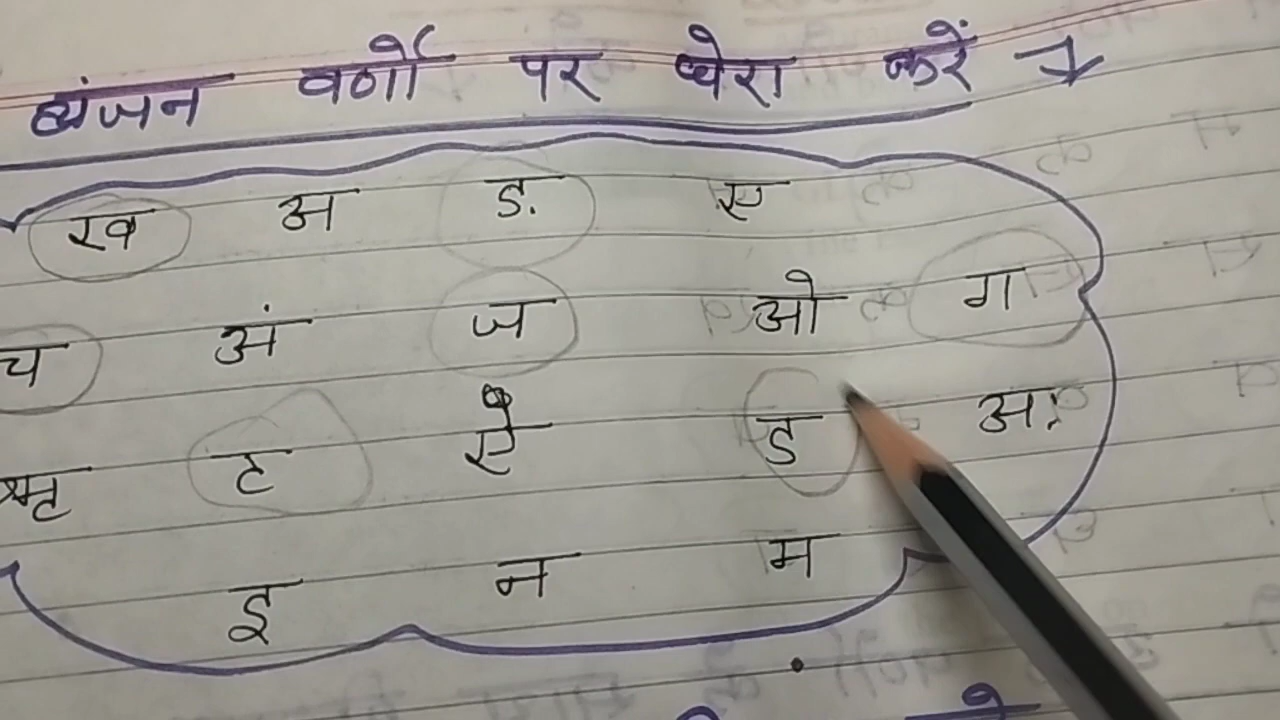 व्यंजन वर्णों पर घेरा करें →
ख अ ङ ए
च अं ज ओ ग
ऋ ट ऐ ड अः
इ न म